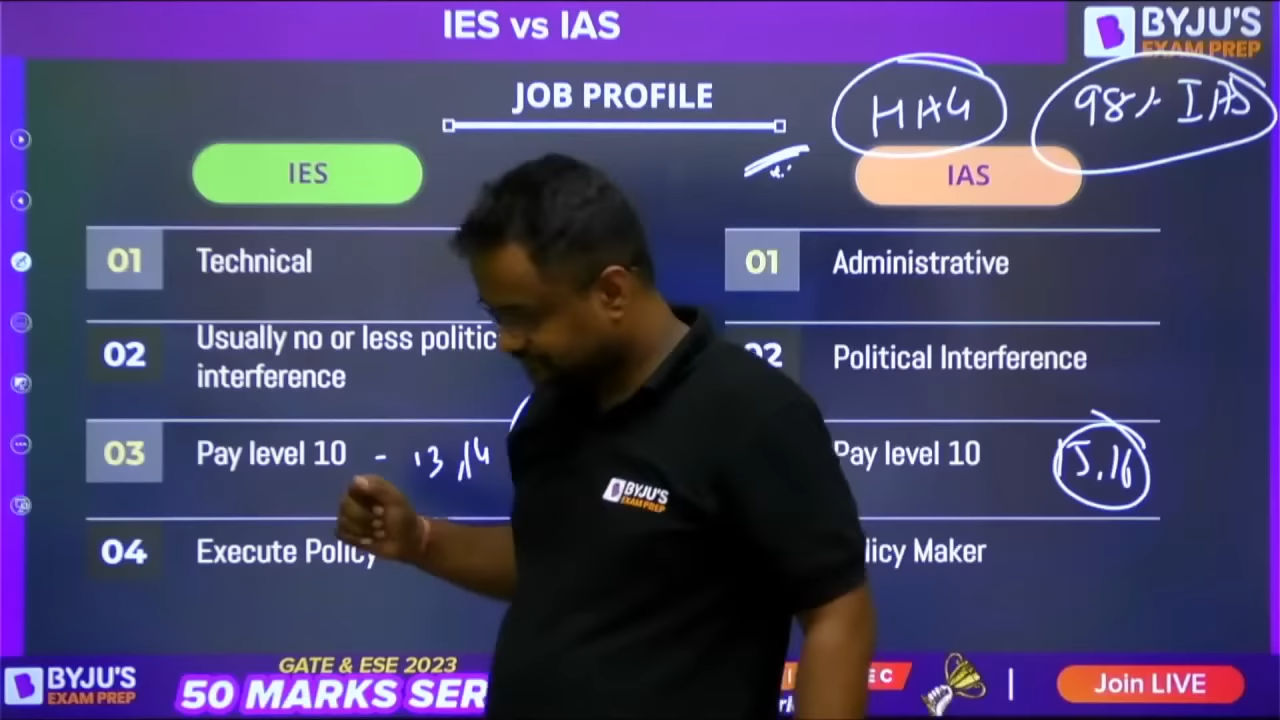 IES vs IAS
BYJU'S
EXAM PREP
JOB PROFILE
HAG
98% IAS
IES
IAS
01 Technical
01 Administrative
02 Usually no or less politic
interference
02 Political Interference
03 Pay level 10 - 13,14
Pay level 10 15,16
04 Execute Policy
licy Maker
BYJU'S
EXAM PREP
BYJU'S
EXAM PREP
GATE & ESE 2023
50 MARKS SER
E C
Join LIVE